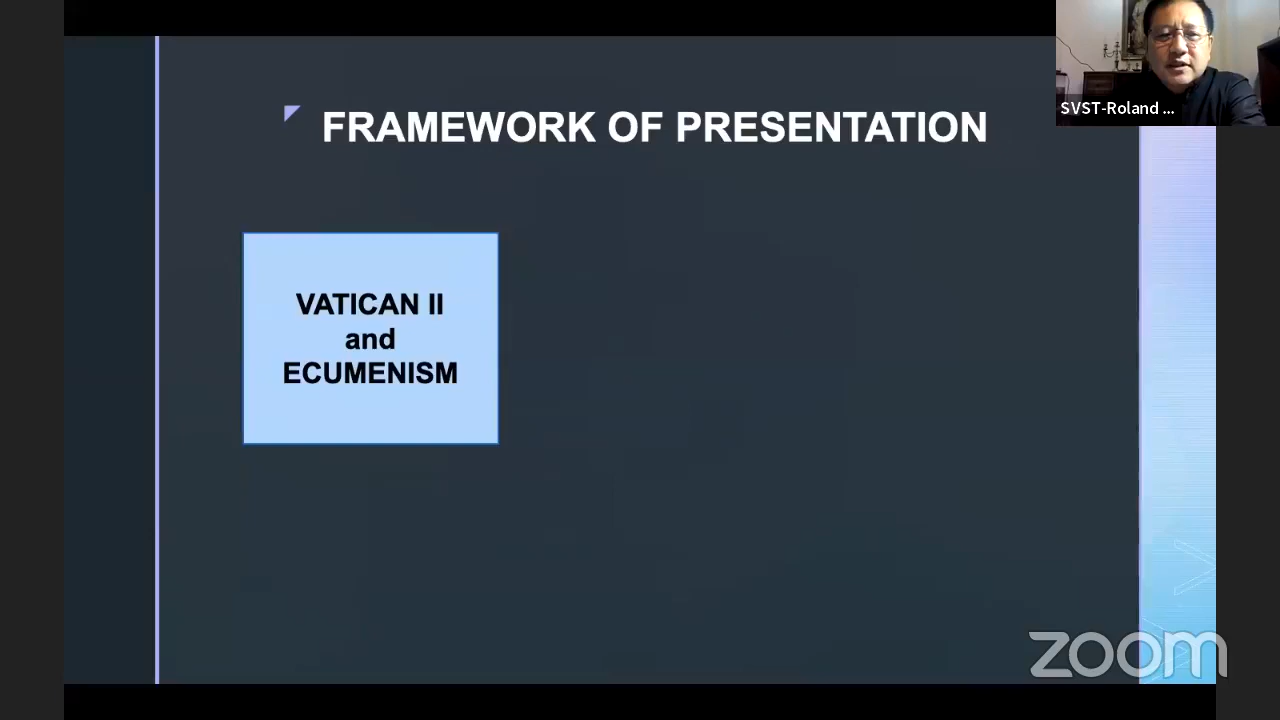 SVST-Roland ...
FRAMEWORK OF PRESENTATION
VATICAN II
and
ECUMENISM
zoom